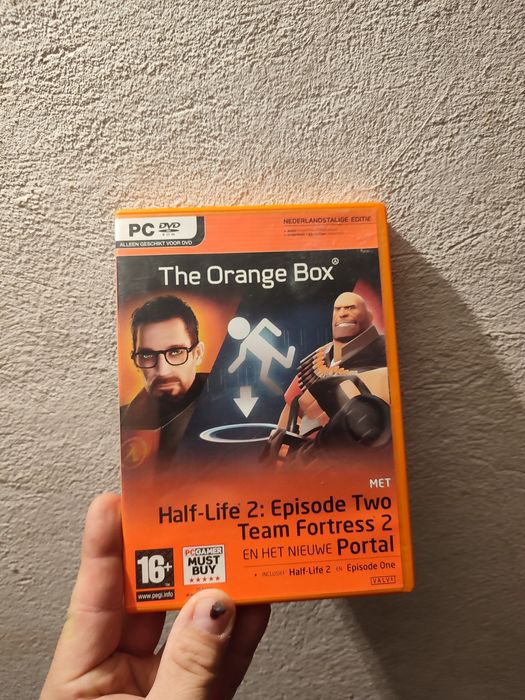 PC DVD
ALLEEN GESCHIKT VOOR DVD
NEDERLANDSTALIGE EDITIE
The Orange Box
MET
Half-Life® 2: Episode Two
Team Fortress® 2
EN HET NIEUWE Portal
+ INCLUSIEF Half-Life 2 EN Episode One
16+
www.pegi.info
PCGAMER
MUST
BUY
VALVE